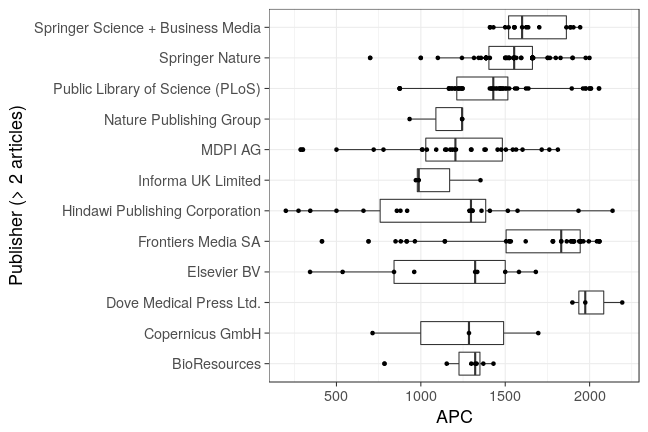 Publisher (> 2 articles)
Springer Science + Business Media
Springer Nature
Public Library of Science (PLoS)
Nature Publishing Group
MDPI AG
Informa UK Limited
Hindawi Publishing Corporation
Frontiers Media SA
Elsevier BV
Dove Medical Press Ltd.
Copernicus GmbH
BioResources
500 1000 1500 2000
APC